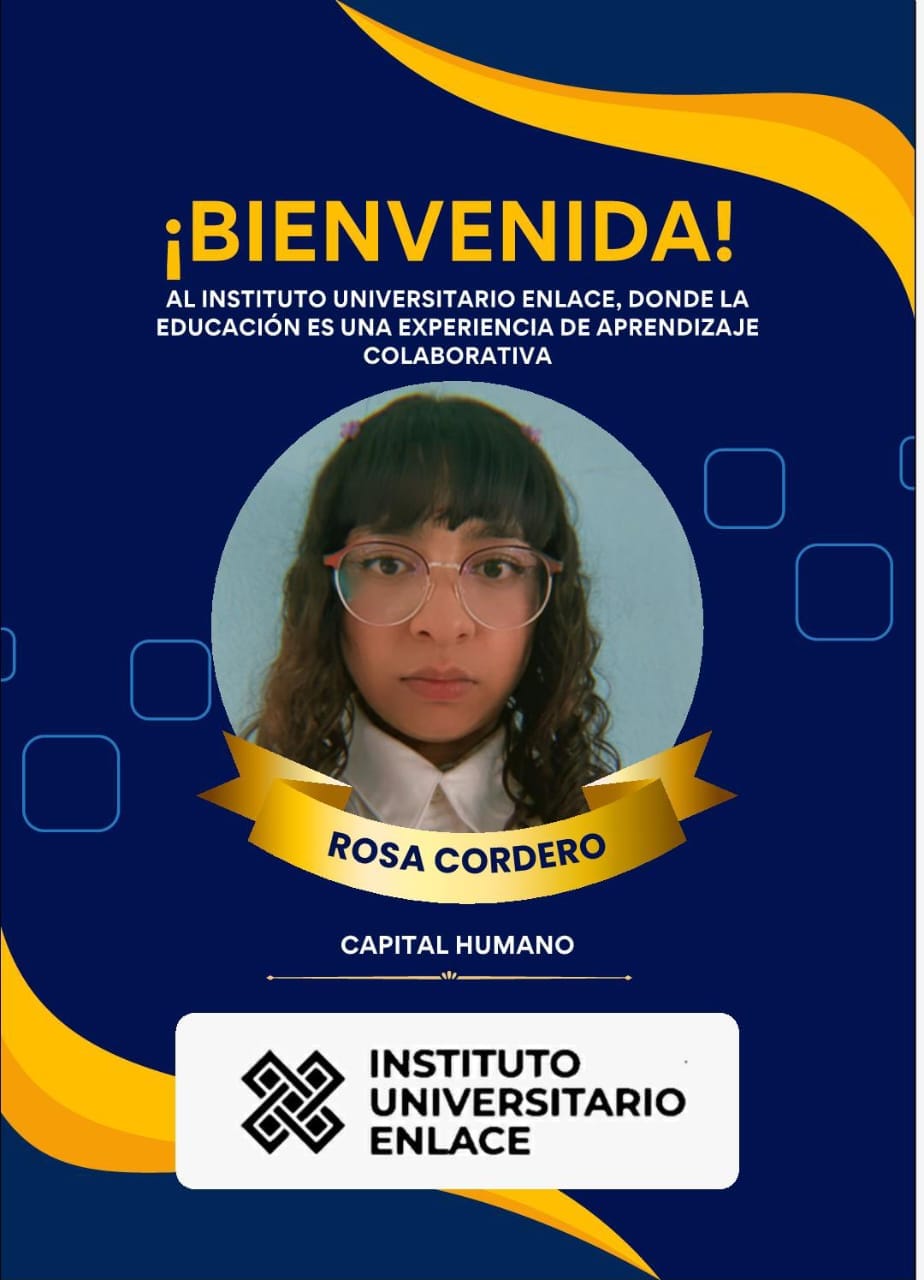 ¡BIENVENIDA!
AL INSTITUTO UNIVERSITARIO ENLACE, DONDE LA
EDUCACIÓN ES UNA EXPERIENCIA DE APRENDIZAJE
COLABORATIVA
ROSA CORDERO
CAPITAL HUMANO
INSTITUTO
UNIVERSITARIO
ENLACE